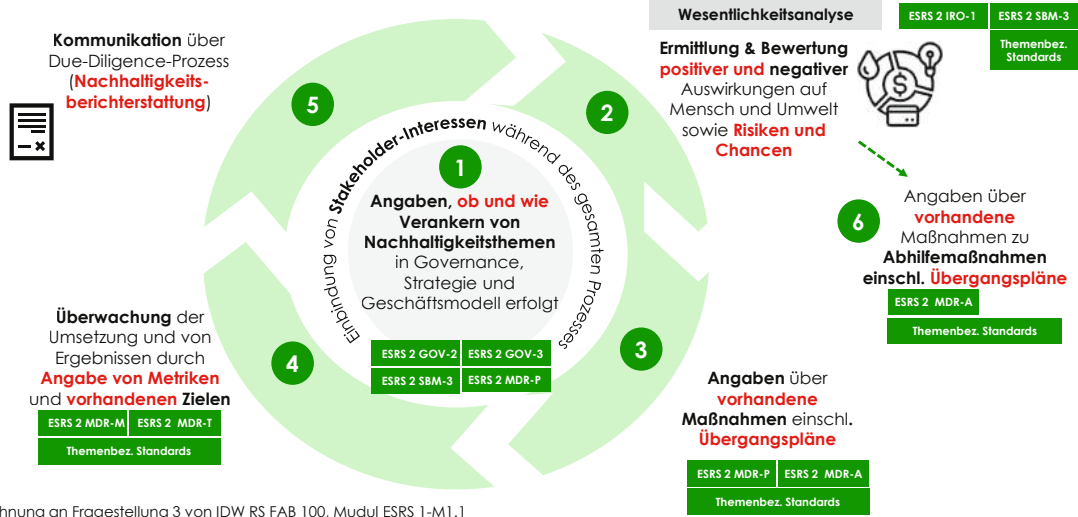 Wesentlichkeitsanalyse
ESRS 2 IRO-1
ESRS 2 SBM-3
Themenbez.
Standards
Ermittlung & Bewertung
positiver und negativer
Auswirkungen auf
Mensch und Umwelt
sowie Risiken und
Chancen
Kommunikation über
Due-Diligence-Prozess
(Nachhaltigkeits-
berichterstattung)
5
2
Einbindung von Stakeholder-Interessen während des gesamten Prozesses
1
Angaben, ob und wie
Verankern von
Nachhaltigkeitsthemen
in Governance,
Strategie und
Geschäftsmodell erfolgt
ESRS 2 GOV-2
ESRS 2 GOV-3
ESRS 2 SBM-3
ESRS 2 MDR-P
6
Angaben über
vorhandene
Maßnahmen zu
Abhilfemaßnahmen
einschl. Übergangspläne
ESRS 2 MDR-A
Themenbez. Standards
Überwachung der
Umsetzung und von
Ergebnissen durch
Angabe von Metriken
und vorhandenen Zielen
ESRS 2 MDR-M
ESRS 2 MDR-T
Themenbez. Standards
4
3
Angaben über
vorhandene
Maßnahmen einschl.
Übergangspläne
ESRS 2 MDR-P
ESRS 2 MDR-A
Themenbez. Standards
hnung an Fragestellung 3 von IDW RS FAB 100, Mudul ESRS 1-M1.1